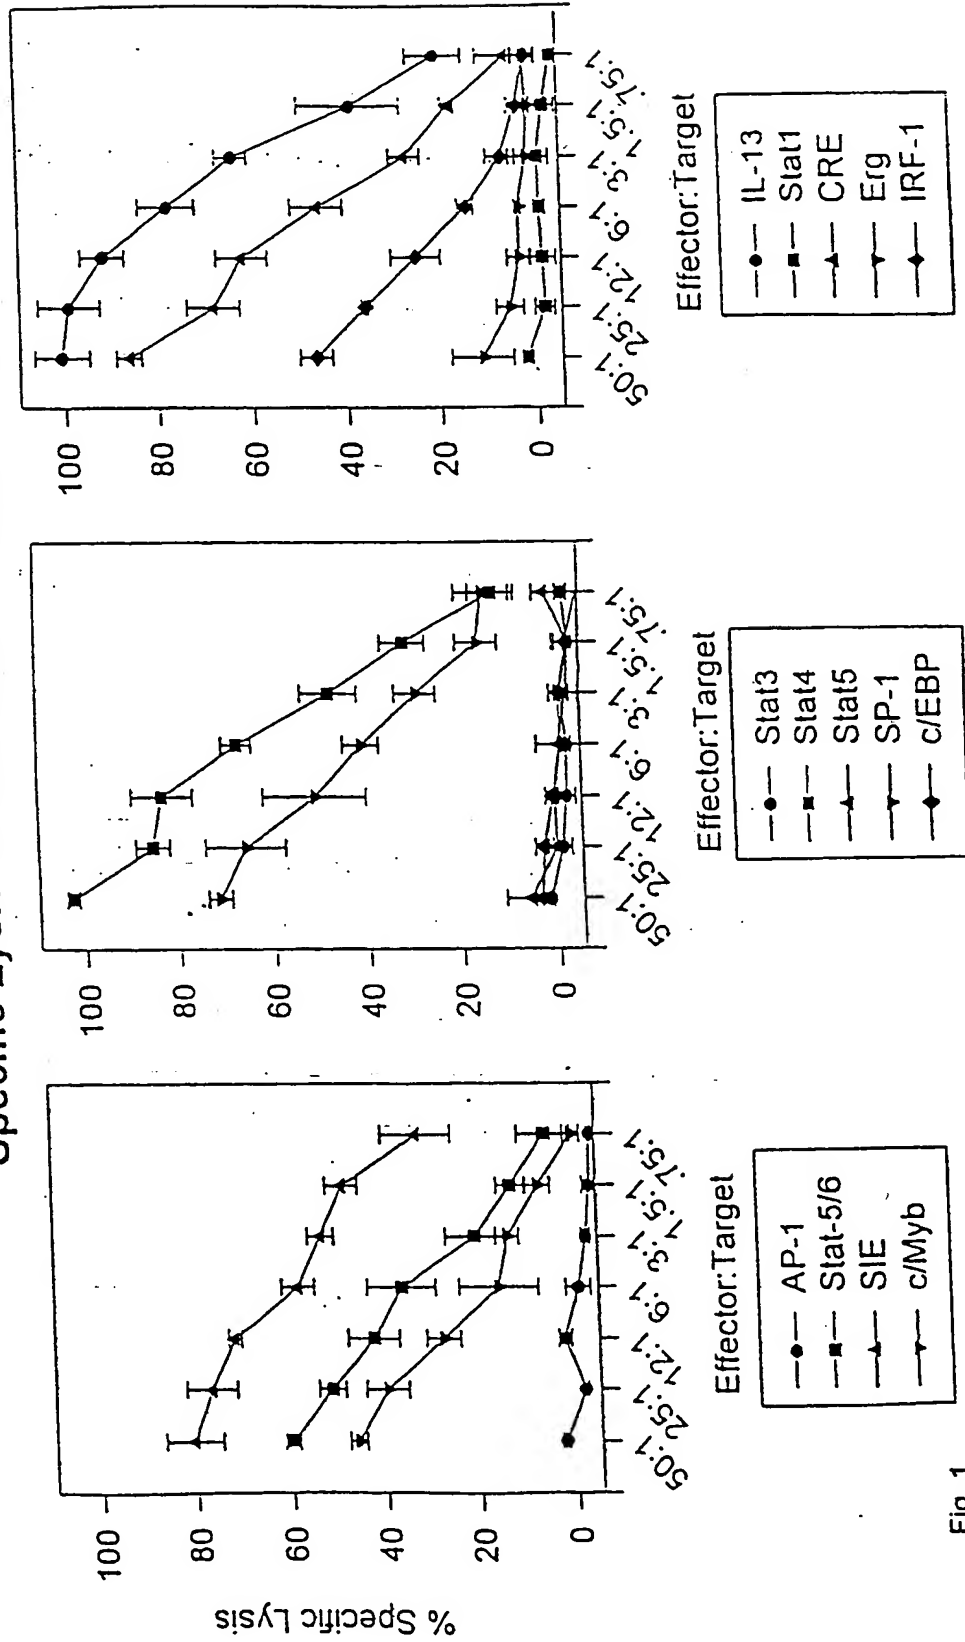 Specific Lysis
% Specific Lysis
100
80
60
40
20
0
50:1 25:1 12:1 6:1 3:1 1.5:1 .75:1
Effector:Target
AP-1
Stat-5/6
SIE
c/Myb
100
80
60
40
20
0
50:1 25:1 12:1 6:1 3:1 1.5:1 .75:1
Effector:Target
Stat3
Stat4
Stat5
SP-1
c/EBP
100
80
60
40
20
0
50:1 25:1 12:1 6:1 3:1 1.5:1 .75:1
Effector:Target
IL-13
Stat1
CRE
Erg
IRF-1
Fig. 1